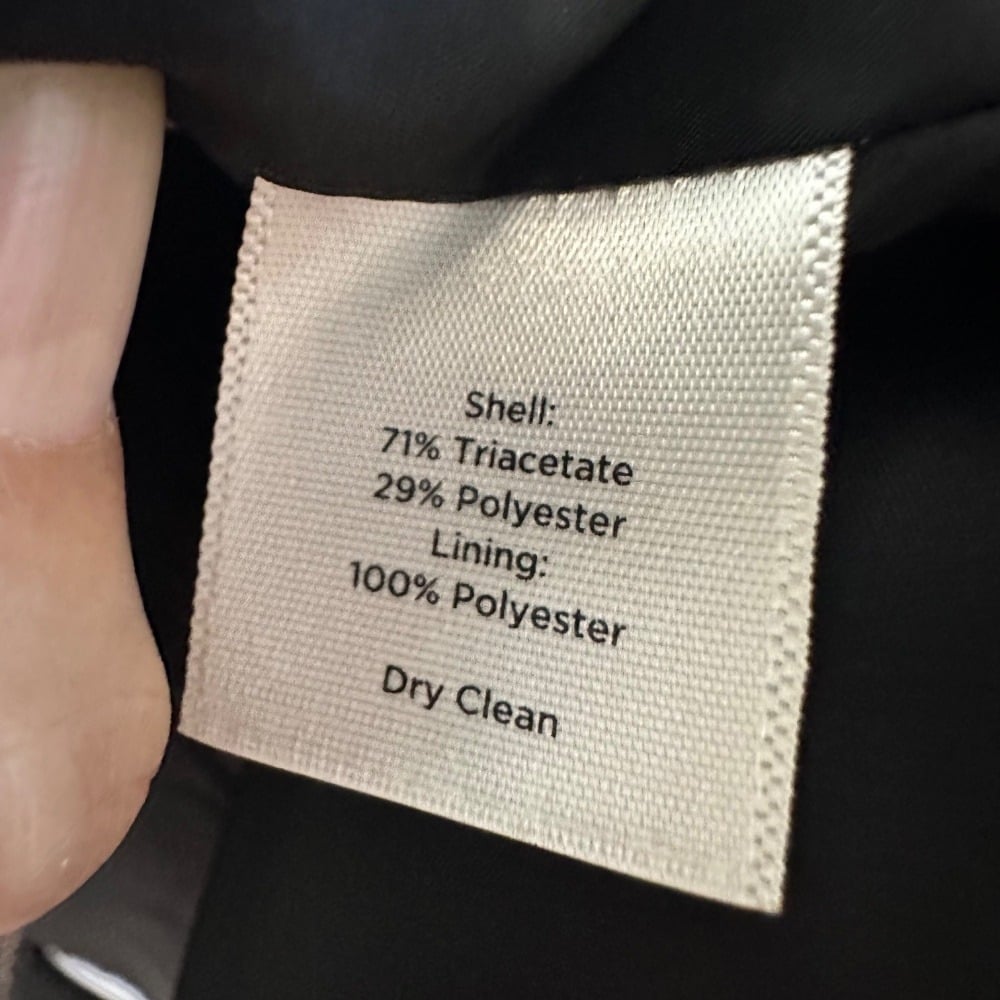 Shell:
71% Triacetate
29% Polyester
Lining:
100% Polyester
Dry Clean